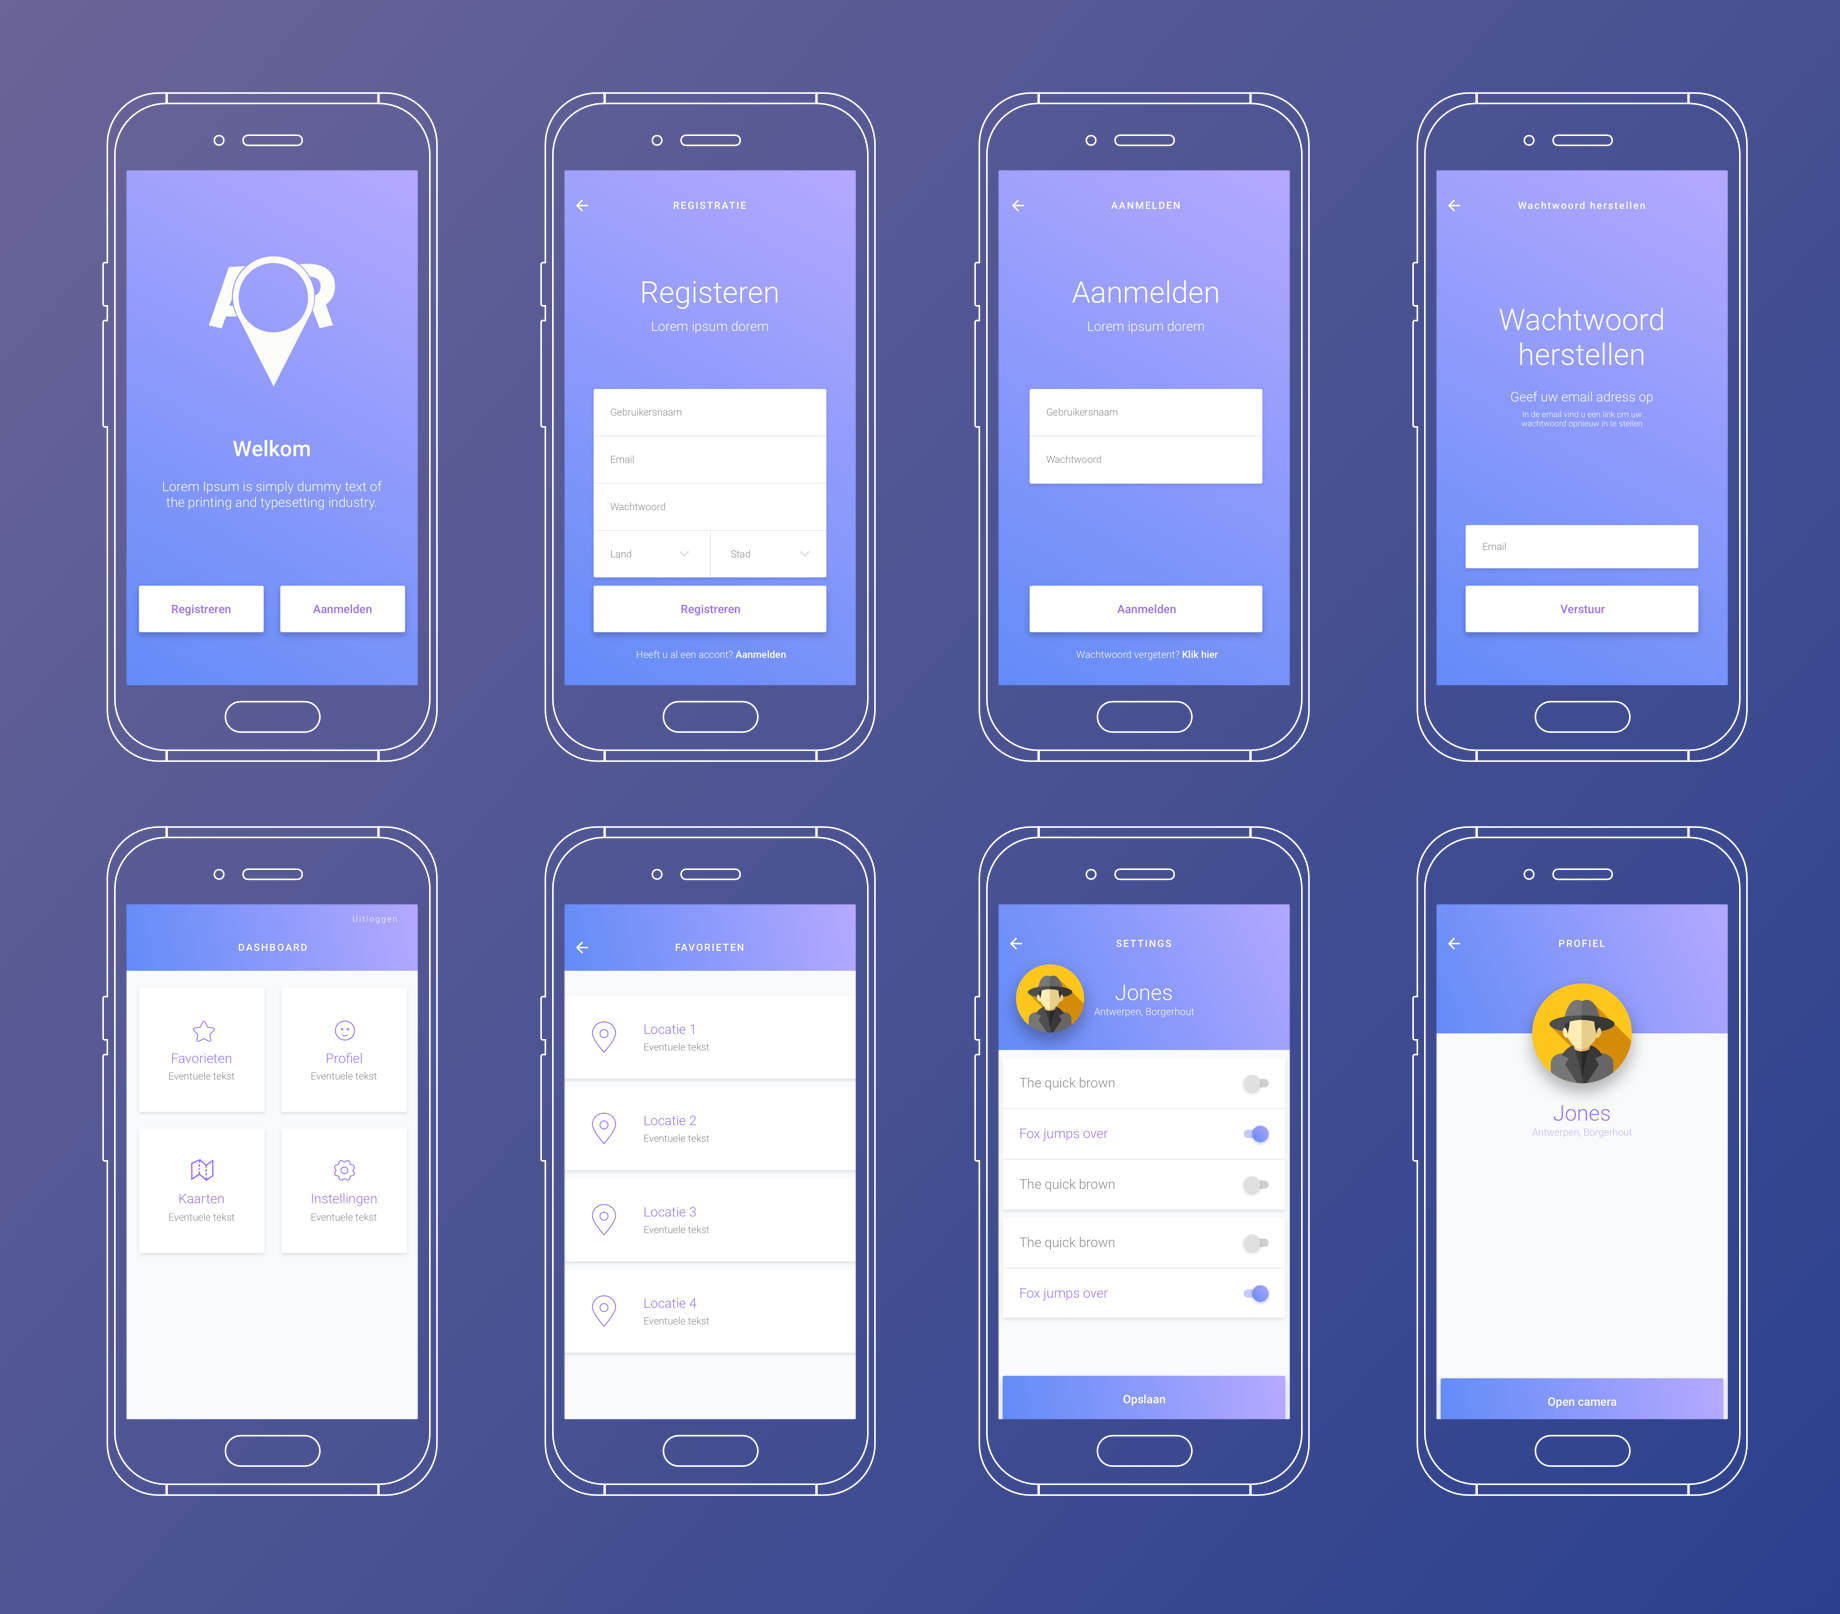 AR
Welkom
Lorem Ipsum is simply dummy text of
the printing and typesetting industry.
Registreren
Aanmelden
REGISTRATIE
Registeren
Lorem ipsum dorem
Gebruikersnaam
Email
Wachtwoord
Land
Stad
Registreren
Heeft u al een accont? Aanmelden
AANMELDEN
Aanmelden
Lorem ipsum dorem
Gebruikersnaam
Wachtwoord
Aanmelden
Wachtwoord vergetent? Klik hier
Wachtwoord herstellen
Wachtwoord
herstellen
Geef uw email adress op
In de email vind u een link om uw
wachtwoord opnieuw in te stellen
Email
Verstuur
Uitloggen
DASHBOARD
Favorieten
Eventuele tekst
Profiel
Eventuele tekst
Kaarten
Eventuele tekst
Instellingen
Eventuele tekst
FAVORIETEN
Locatie 1
Eventuele tekst
Locatie 2
Eventuele tekst
Locatie 3
Eventuele tekst
Locatie 4
Eventuele tekst
SETTINGS
Jones
Antwerpen, Borgerhout
The quick brown
Fox jumps over
The quick brown
The quick brown
Fox jumps over
Opslaan
PROFIEL
Jones
Antwerpen, Borgerhout
Open camera